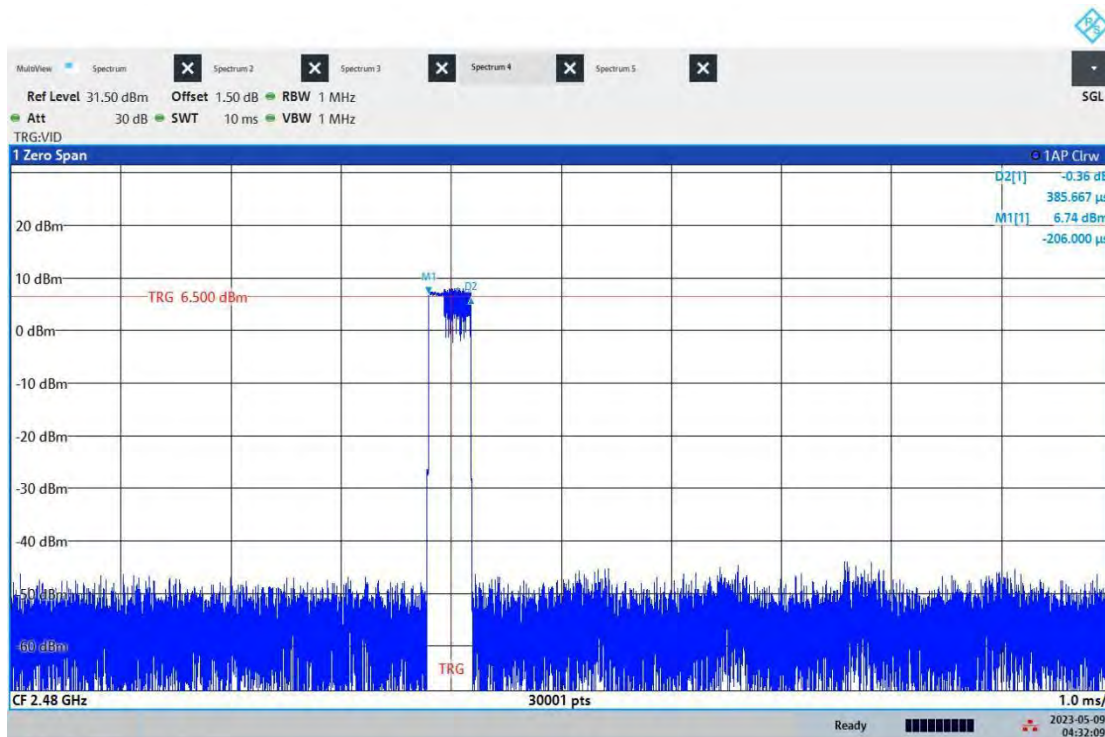 R S
MultiView Spectrum Spectrum 2 Spectrum 3 Spectrum 4 Spectrum 5
Ref Level 31.50 dBm Offset 1.50 dB RBW 1 MHz SGL
Att 30 dB SWT 10 ms VBW 1 MHz
TRG:VID
1 Zero Span 1AP Clrw
D2[1] -0.36 dB
385.667 µs
M1[1] 6.74 dBm
-206.000 µs
20 dBm
10 dBm
M1
D2
TRG 6.500 dBm
0 dBm
-10 dBm
-20 dBm
-30 dBm
-40 dBm
-50 dBm
-60 dBm
TRG
CF 2.48 GHz 30001 pts 1.0 ms/
Ready 2023-05-09
04:32:09